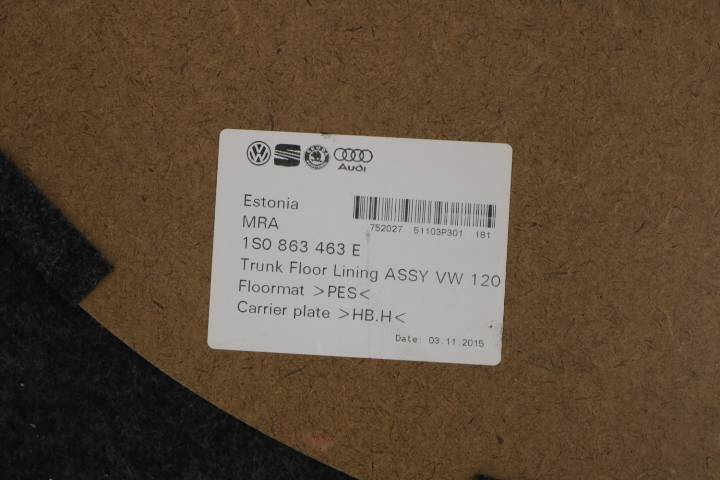 Audi
Estonia
MRA
752027 51103P301 181
1S0 863 463 E
Trunk Floor Lining ASSY VW 120
Floormat >PES<
Carrier plate >HB.H<
Date: 03.11.2015